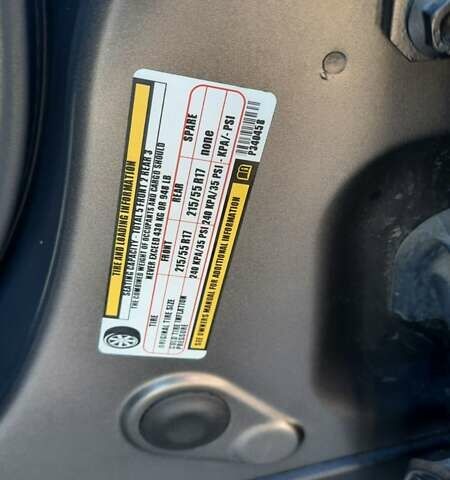 TIRE AND LOADING INFORMATION
SEATING CAPACITY - TOTAL 5 FRONT 2 REAR 3
THE COMBINED WEIGHT OF OCCUPANTS AND CARGO SHOULD
NEVER EXCEED 430 KG OR 948 LB
TIRE FRONT REAR SPARE
ORIGINAL TIRE SIZE 215/55 R17 215/55 R17 none
COLD TIRE INFLATION PRESSURE 240 KPA/35 PSI 240 KPA/35 PSI - KPA/- PSI
SEE OWNERS MANUAL FOR ADDITIONAL INFORMATION
P340458